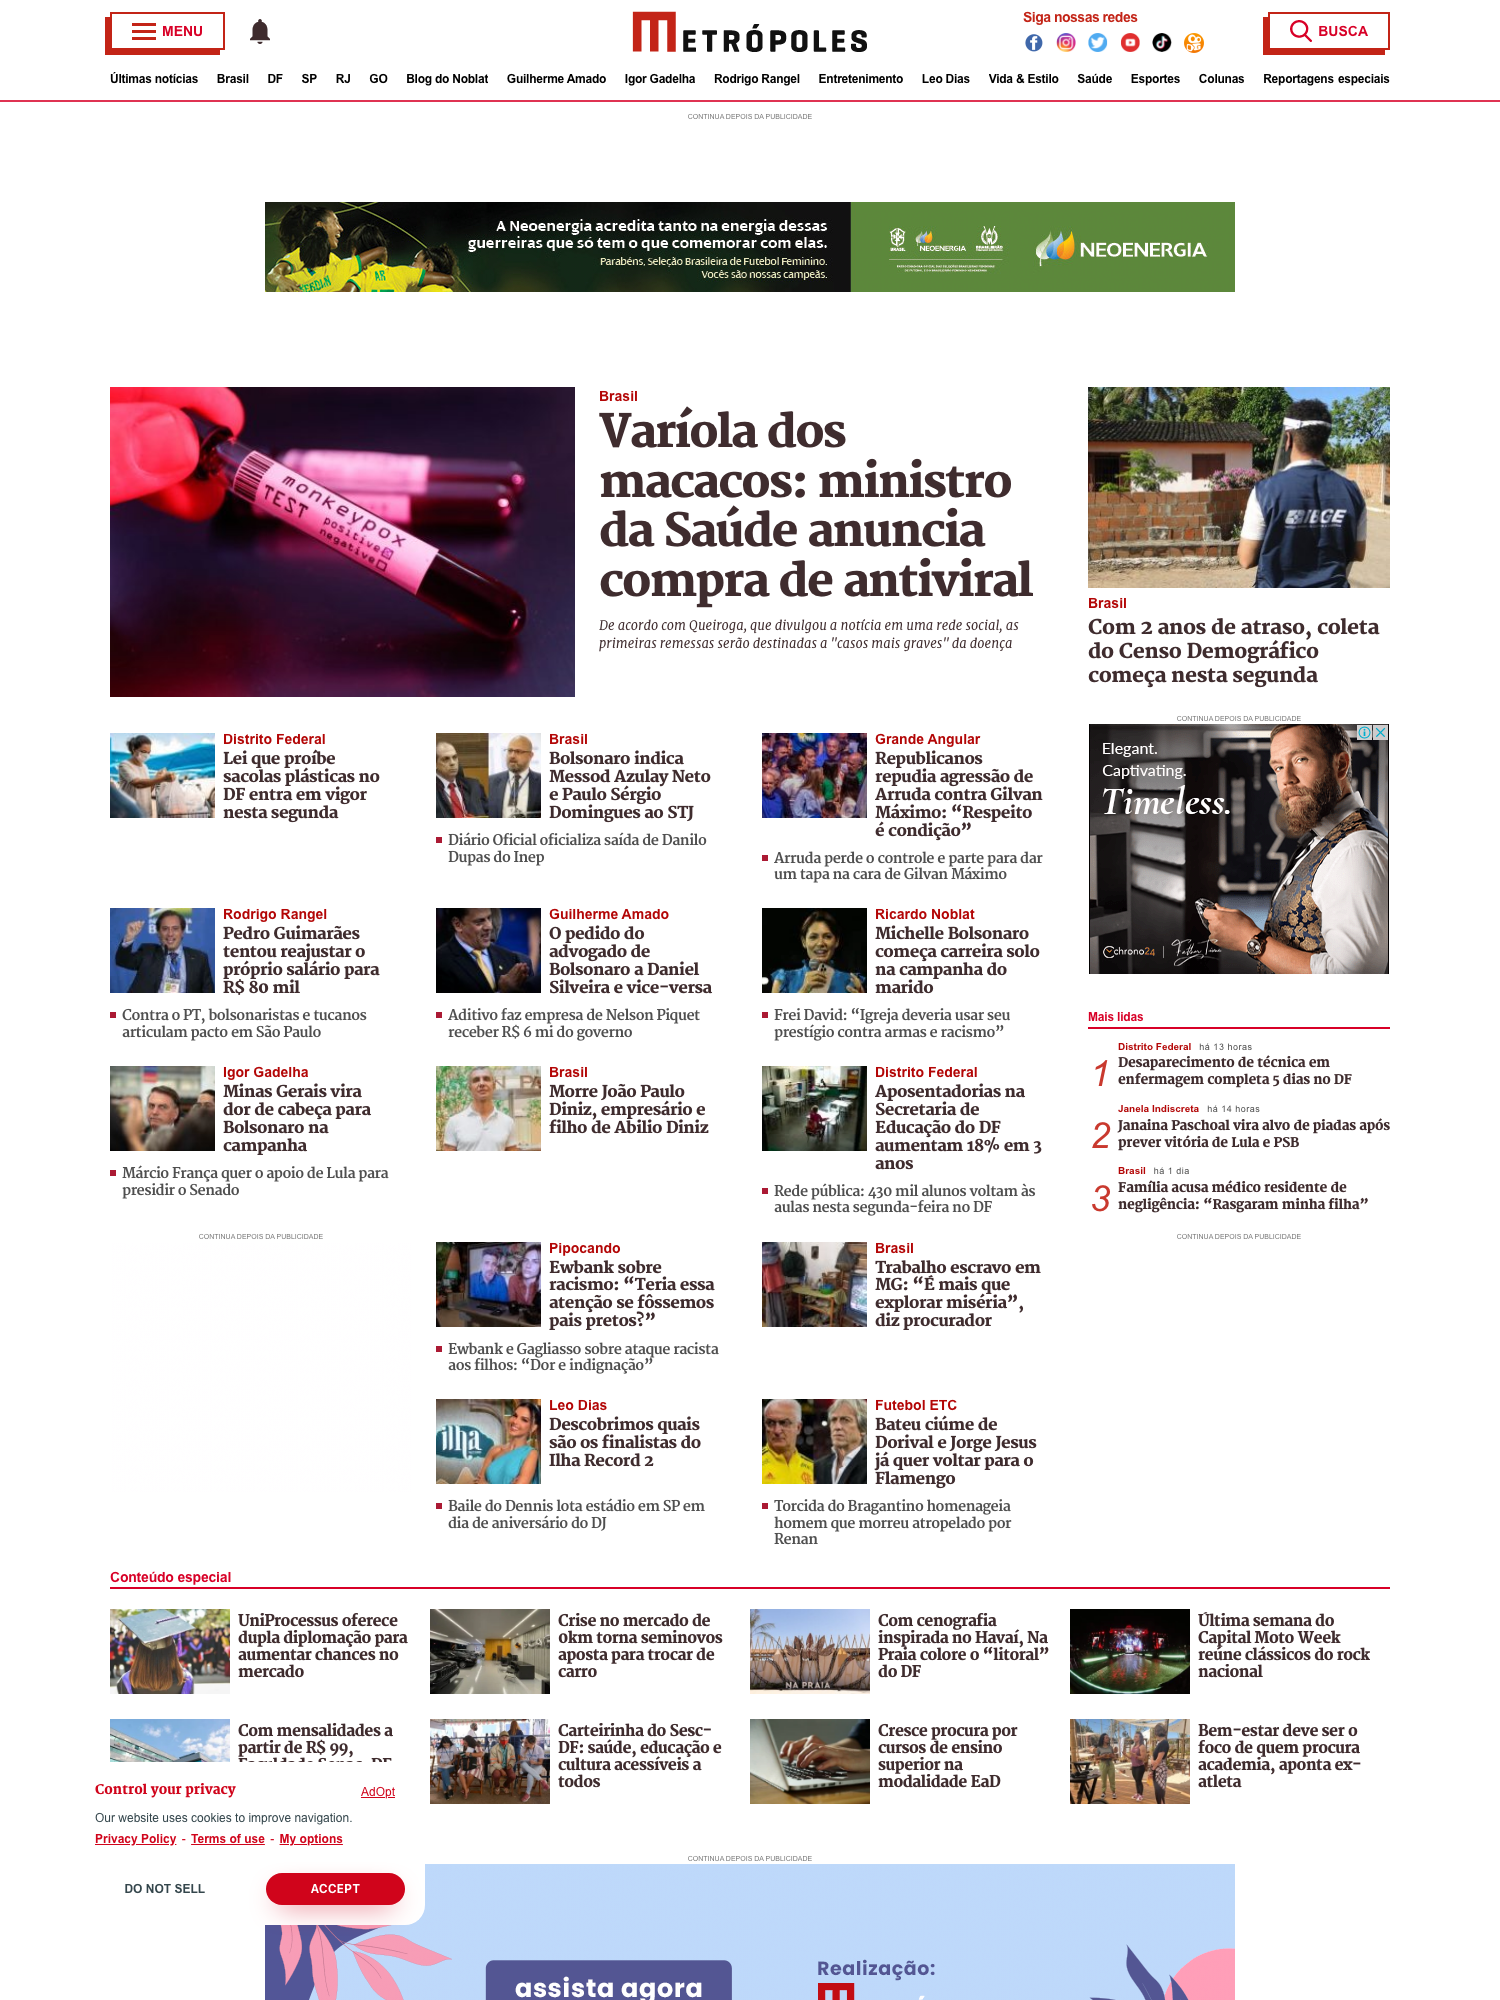 MENU
METRÓPOLES
Siga nossas redes
BUSCA
Últimas notícias Brasil DF SP RJ GO Blog do Noblat Guilherme Amado Igor Gadelha Rodrigo Rangel Entretenimento Leo Dias Vida & Estilo Saúde Esportes Colunas Reportagens especiais
CONTINUA DEPOIS DA PUBLICIDADE
A Neoenergia acredita tanto na energia dessas
guerreiras que só tem o que comemorar com elas.
Parabéns, Seleção Brasileira de Futebol Feminino.
Vocês são nossas campeãs.
NEOENERGIA
NEOENERGIA
monkeypox
TEST positive
negative
Brasil
Varíola dos
macacos: ministro
da Saúde anuncia
compra de antiviral
De acordo com Queiroga, que divulgou a notícia em uma rede social, as
primeiras remessas serão destinadas a "casos mais graves" da doença
IBGE
Brasil
Com 2 anos de atraso, coleta
do Censo Demográfico
começa nesta segunda
Distrito Federal
Lei que proíbe
sacolas plásticas no
DF entra em vigor
nesta segunda
Brasil
Bolsonaro indica
Messod Azulay Neto
e Paulo Sérgio
Domingues ao STJ
Diário Oficial oficializa saída de Danilo
Dupas do Inep
Grande Angular
Republicanos
repudia agressão de
Arruda contra Gilvan
Máximo: “Respeito
é condição”
Arruda perde o controle e parte para dar
um tapa na cara de Gilvan Máximo
CONTINUA DEPOIS DA PUBLICIDADE
Elegant.
Captivating.
Timeless.
chrono24 | Father Time
Rodrigo Rangel
Pedro Guimarães
tentou reajustar o
próprio salário para
R$ 80 mil
Contra o PT, bolsonaristas e tucanos
articulam pacto em São Paulo
Guilherme Amado
O pedido do
advogado de
Bolsonaro a Daniel
Silveira e vice-versa
Aditivo faz empresa de Nelson Piquet
receber R$ 6 mi do governo
Ricardo Noblat
Michelle Bolsonaro
começa carreira solo
na campanha do
marido
Frei David: “Igreja deveria usar seu
prestígio contra armas e racismo”
Mais lidas
Distrito Federal há 13 horas
1 Desaparecimento de técnica em
enfermagem completa 5 dias no DF
Janela Indiscreta há 14 horas
2 Janaina Paschoal vira alvo de piadas após
prever vitória de Lula e PSB
Brasil há 1 dia
3 Família acusa médico residente de
negligência: “Rasgaram minha filha”
CONTINUA DEPOIS DA PUBLICIDADE
Igor Gadelha
Minas Gerais vira
dor de cabeça para
Bolsonaro na
campanha
Márcio França quer o apoio de Lula para
presidir o Senado
Brasil
Morre João Paulo
Diniz, empresário e
filho de Abilio Diniz
Distrito Federal
Aposentadorias na
Secretaria de
Educação do DF
aumentam 18% em 3
anos
Rede pública: 430 mil alunos voltam às
aulas nesta segunda-feira no DF
CONTINUA DEPOIS DA PUBLICIDADE
Pipocando
Ewbank sobre
racismo: “Teria essa
atenção se fôssemos
pais pretos?”
Ewbank e Gagliasso sobre ataque racista
aos filhos: “Dor e indignação”
Brasil
Trabalho escravo em
MG: “É mais que
explorar miséria”,
diz procurador
ilha
Leo Dias
Descobrimos quais
são os finalistas do
Ilha Record 2
Baile do Dennis lota estádio em SP em
dia de aniversário do DJ
Futebol ETC
Bateu ciúme de
Dorival e Jorge Jesus
já quer voltar para o
Flamengo
Torcida do Bragantino homenageia
homem que morreu atropelado por
Renan
Conteúdo especial
UniProcessus oferece
dupla diplomação para
aumentar chances no
mercado
Crise no mercado de
0km torna seminovos
aposta para trocar de
carro
NA PRAIA
Com cenografia
inspirada no Havaí, Na
Praia colore o “litoral”
do DF
Última semana do
Capital Moto Week
reúne clássicos do rock
nacional
Com mensalidades a
partir de R$ 99,
Faculdade Senac-DF
Carteirinha do Sesc-
DF: saúde, educação e
cultura acessíveis a
todos
Cresce procura por
cursos de ensino
superior na
modalidade EaD
Bem-estar deve ser o
foco de quem procura
academia, aponta ex-
atleta
Control your privacy
AdOpt
Our website uses cookies to improve navigation.
Privacy Policy - Terms of use - My options
DO NOT SELL
ACCEPT
CONTINUA DEPOIS DA PUBLICIDADE
assista agora
Realização: